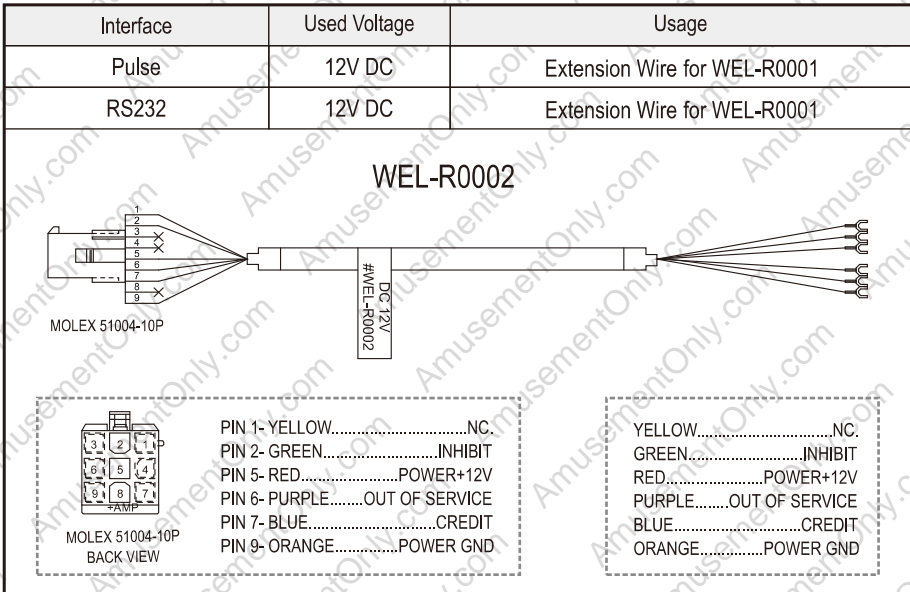 Interface Used Voltage Usage
Pulse 12V DC Extension Wire for WEL-R0001
RS232 12V DC Extension Wire for WEL-R0001
WEL-R0002
1
2
3
4
5
6
7
8
9
MOLEX 51004-10P
DC 12V
#WEL-R0002
3 2 1 P
6 5 4
9 8 7
+AMP
MOLEX 51004-10P
BACK VIEW
PIN 1- YELLOW..........................NC.
PIN 2- GREEN....................INHIBIT
PIN 5- RED..................POWER+12V
PIN 6- PURPLE.......OUT OF SERVICE
PIN 7- BLUE.........................CREDIT
PIN 9- ORANGE.............POWER GND
YELLOW..........................NC.
GREEN....................INHIBIT
RED..................POWER+12V
PURPLE.......OUT OF SERVICE
BLUE.........................CREDIT
ORANGE.............POWER GND
AmusementOnly.com